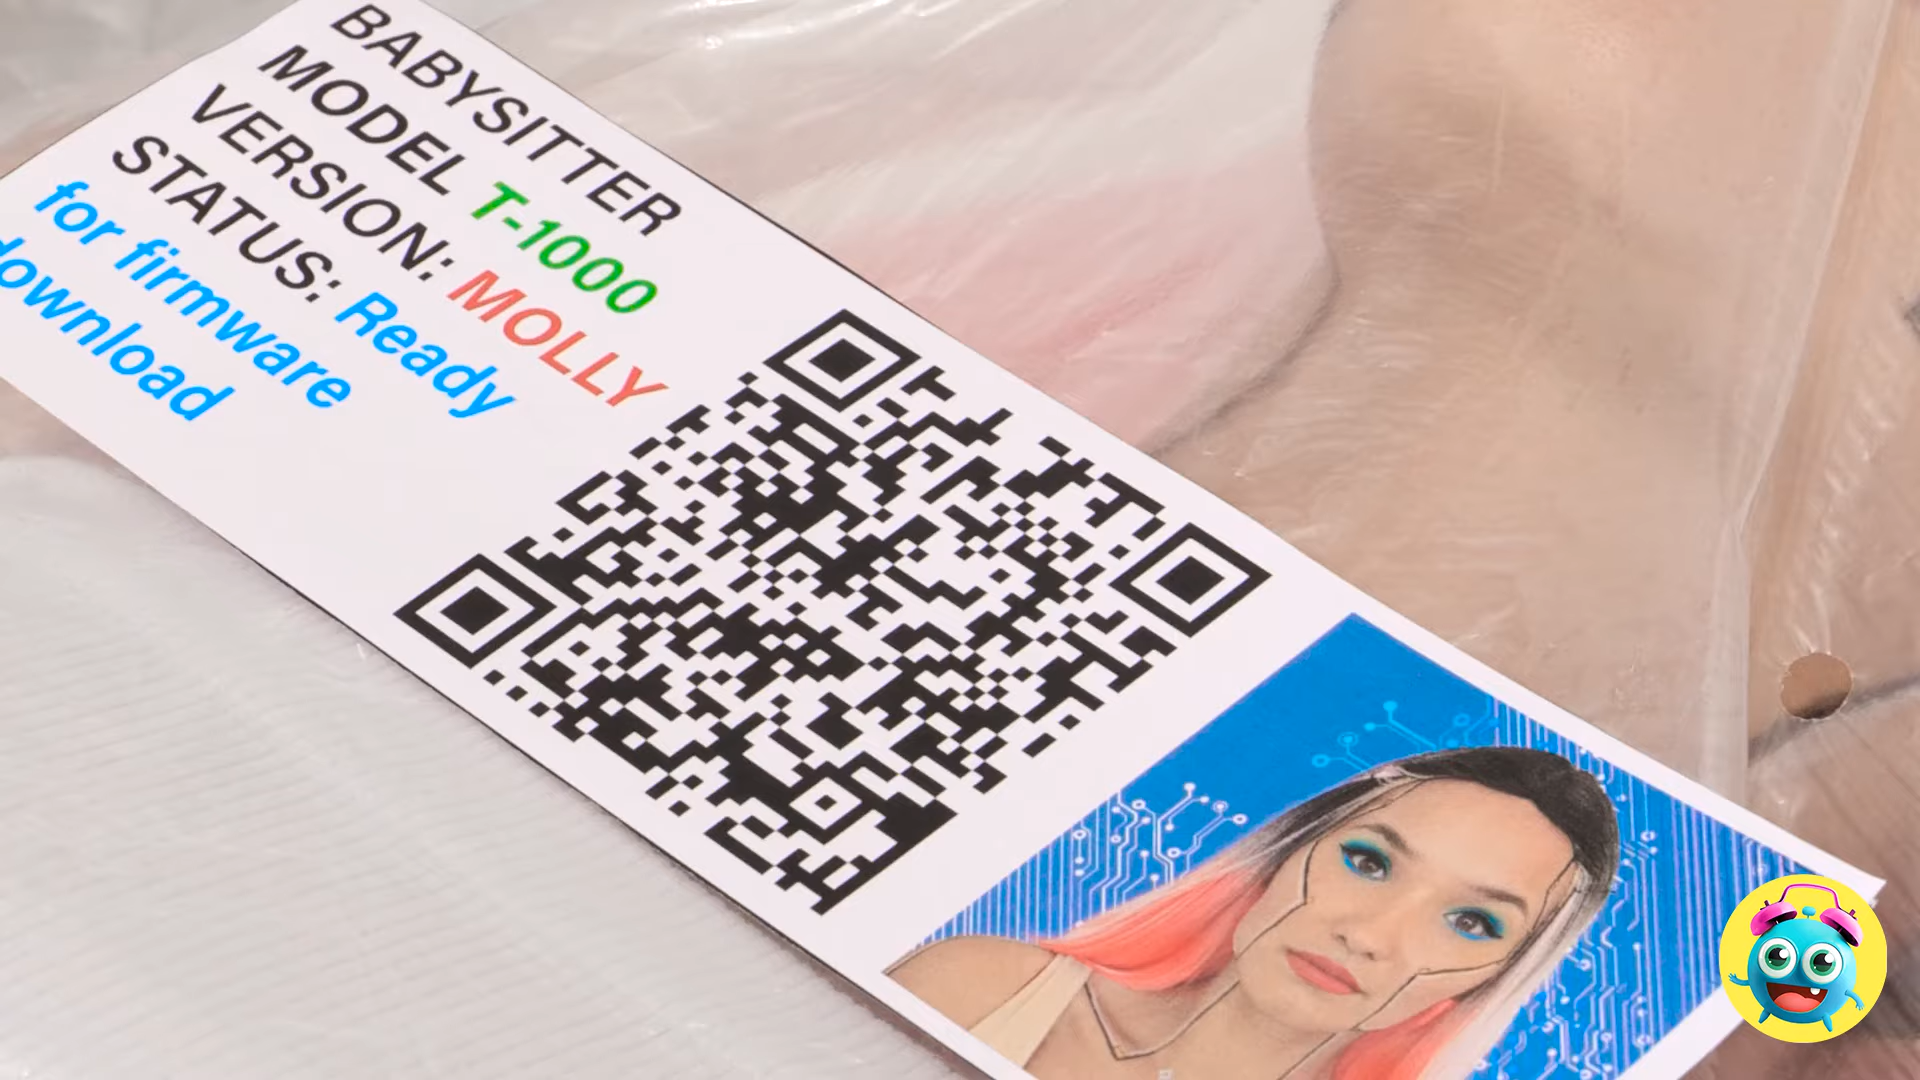 BABYSITTER
MODEL T-1000
VERSION: MOLLY
STATUS: Ready
for firmware
download